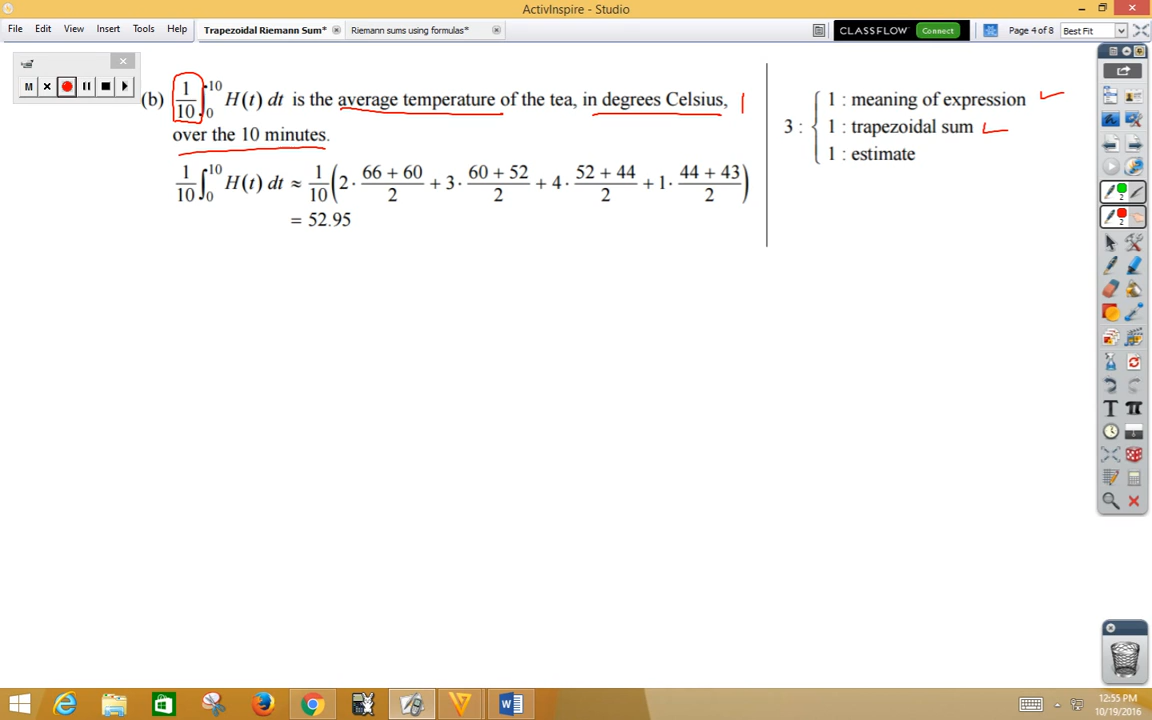 ActivInspire - Studio
File Edit View Insert Tools Help
Trapezoidal Riemann Sum*
Riemann sums using formulas*
CLASSFLOW Connect
Page 4 of 8
Best Fit
M
(b) 1/10 ∫₀¹⁰ H(t) dt is the average temperature of the tea, in degrees Celsius,
over the 10 minutes.
1/10 ∫₀¹⁰ H(t) dt ≈ 1/10 (2 · (66 + 60)/2 + 3 · (60 + 52)/2 + 4 · (52 + 44)/2 + 1 · (44 + 43)/2)
= 52.95
3 : { 1 : meaning of expression
1 : trapezoidal sum
1 : estimate
2
2
T π
W
12:55 PM
10/19/2016